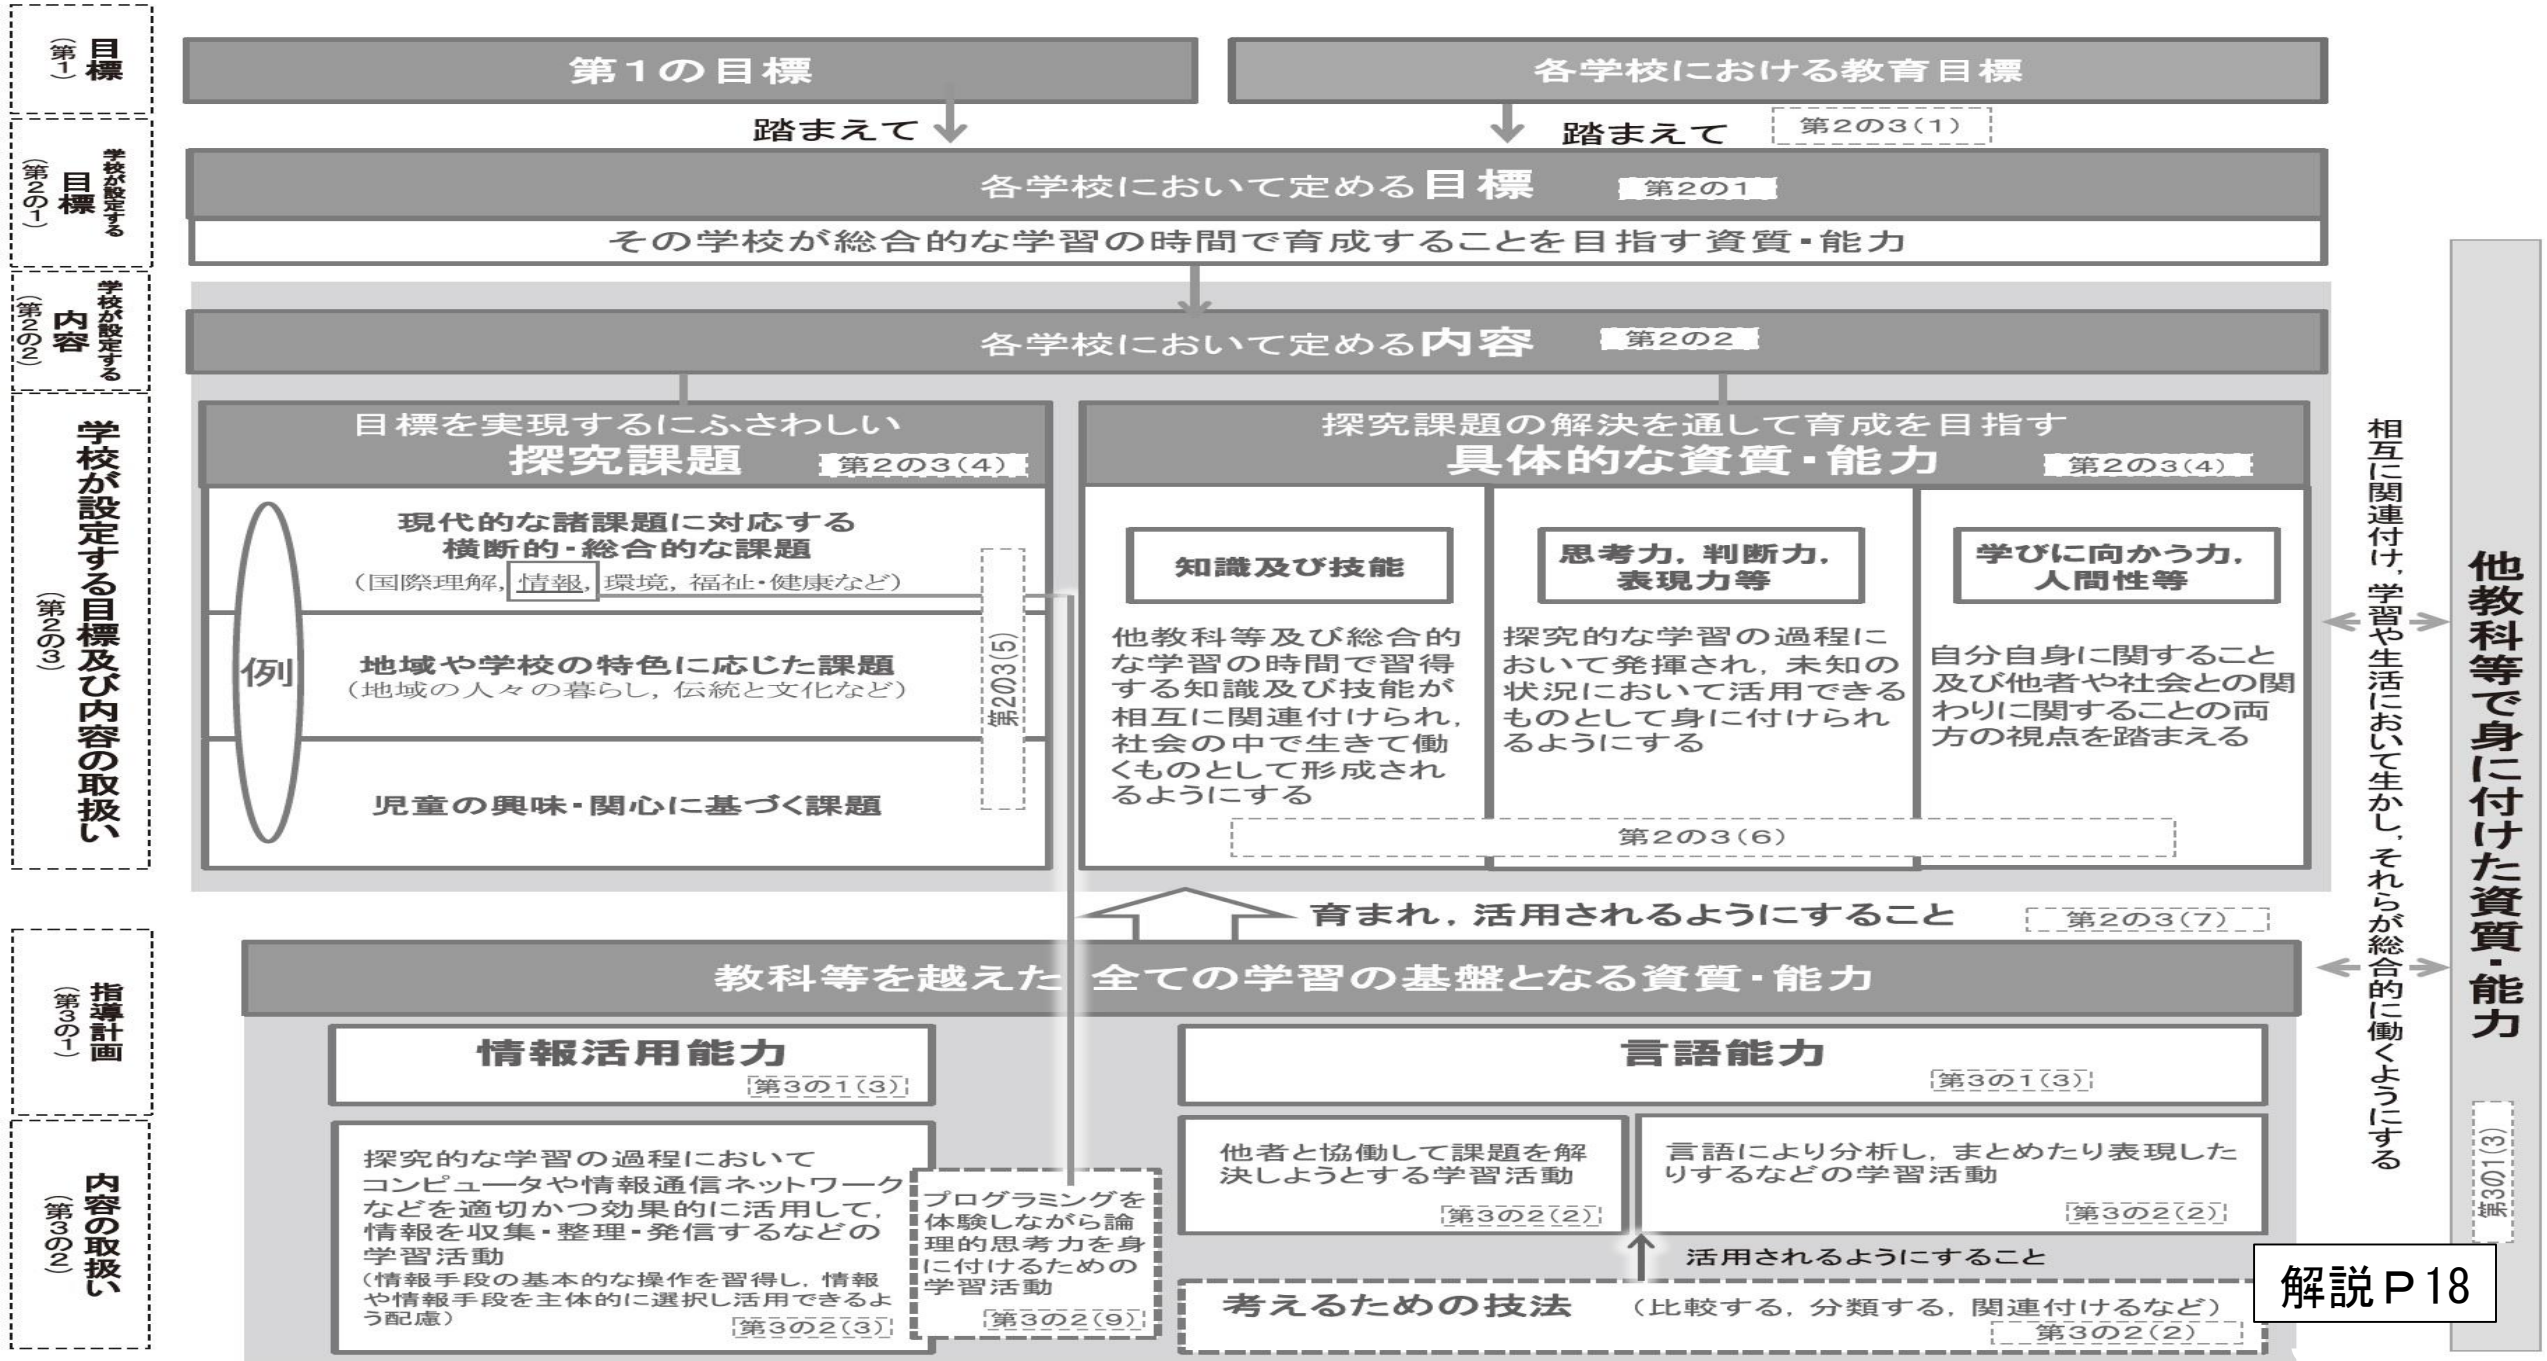 目標
(第1)
第1の目標
各学校における教育目標
踏まえて
踏まえて
第2の3(1)
学校が設定する
目標
(第2の1)
各学校において定める目標
第2の1
その学校が総合的な学習の時間で育成することを目指す資質・能力
学校が設定する
内容
(第2の2)
各学校において定める内容
第2の2
学校が設定する目標及び内容の取扱い
(第2の3)
目標を実現するにふさわしい
探究課題
第2の3(4)
例
現代的な諸課題に対応する
横断的・総合的な課題
(国際理解, 情報, 環境, 福祉・健康など)
地域や学校の特色に応じた課題
(地域の人々の暮らし, 伝統と文化など)
児童の興味・関心に基づく課題
第2の3(5)
探究課題の解決を通して育成を目指す
具体的な資質・能力
第2の3(4)
知識及び技能
他教科等及び総合的
な学習の時間で習得
する知識及び技能が
相互に関連付けられ,
社会の中で生きて働
くものとして形成され
るようにする
思考力, 判断力,
表現力等
探究的な学習の過程に
おいて発揮され, 未知の
状況において活用できる
ものとして身に付けられ
るようにする
学びに向かう力,
人間性等
自分自身に関すること
及び他者や社会との関
わりに関することの両
方の視点を踏まえる
第2の3(6)
相互に関連付け, 学習や生活において生かし, それらが総合的に働くようにする
他教科等で身に付けた資質・能力
第3の1(3)
育まれ, 活用されるようにすること
第2の3(7)
指導計画
(第3の1)
教科等を越えた 全ての学習の基盤となる資質・能力
情報活用能力
第3の1(3)
言語能力
第3の1(3)
内容の取扱い
(第3の2)
探究的な学習の過程において
コンピュータや情報通信ネットワーク
などを適切かつ効果的に活用して,
情報を収集・整理・発信するなどの
学習活動
(情報手段の基本的な操作を習得し, 情報
や情報手段を主体的に選択し活用できるよ
う配慮)
第3の2(3)
プログラミングを
体験しながら論
理的思考力を身
に付けるための
学習活動
第3の2(9)
他者と協働して課題を解
決しようとする学習活動
第3の2(2)
言語により分析し, まとめたり表現した
りするなどの学習活動
第3の2(2)
活用されるようにすること
考えるための技法 (比較する, 分類する, 関連付けるなど)
第3の2(2)
解説P18